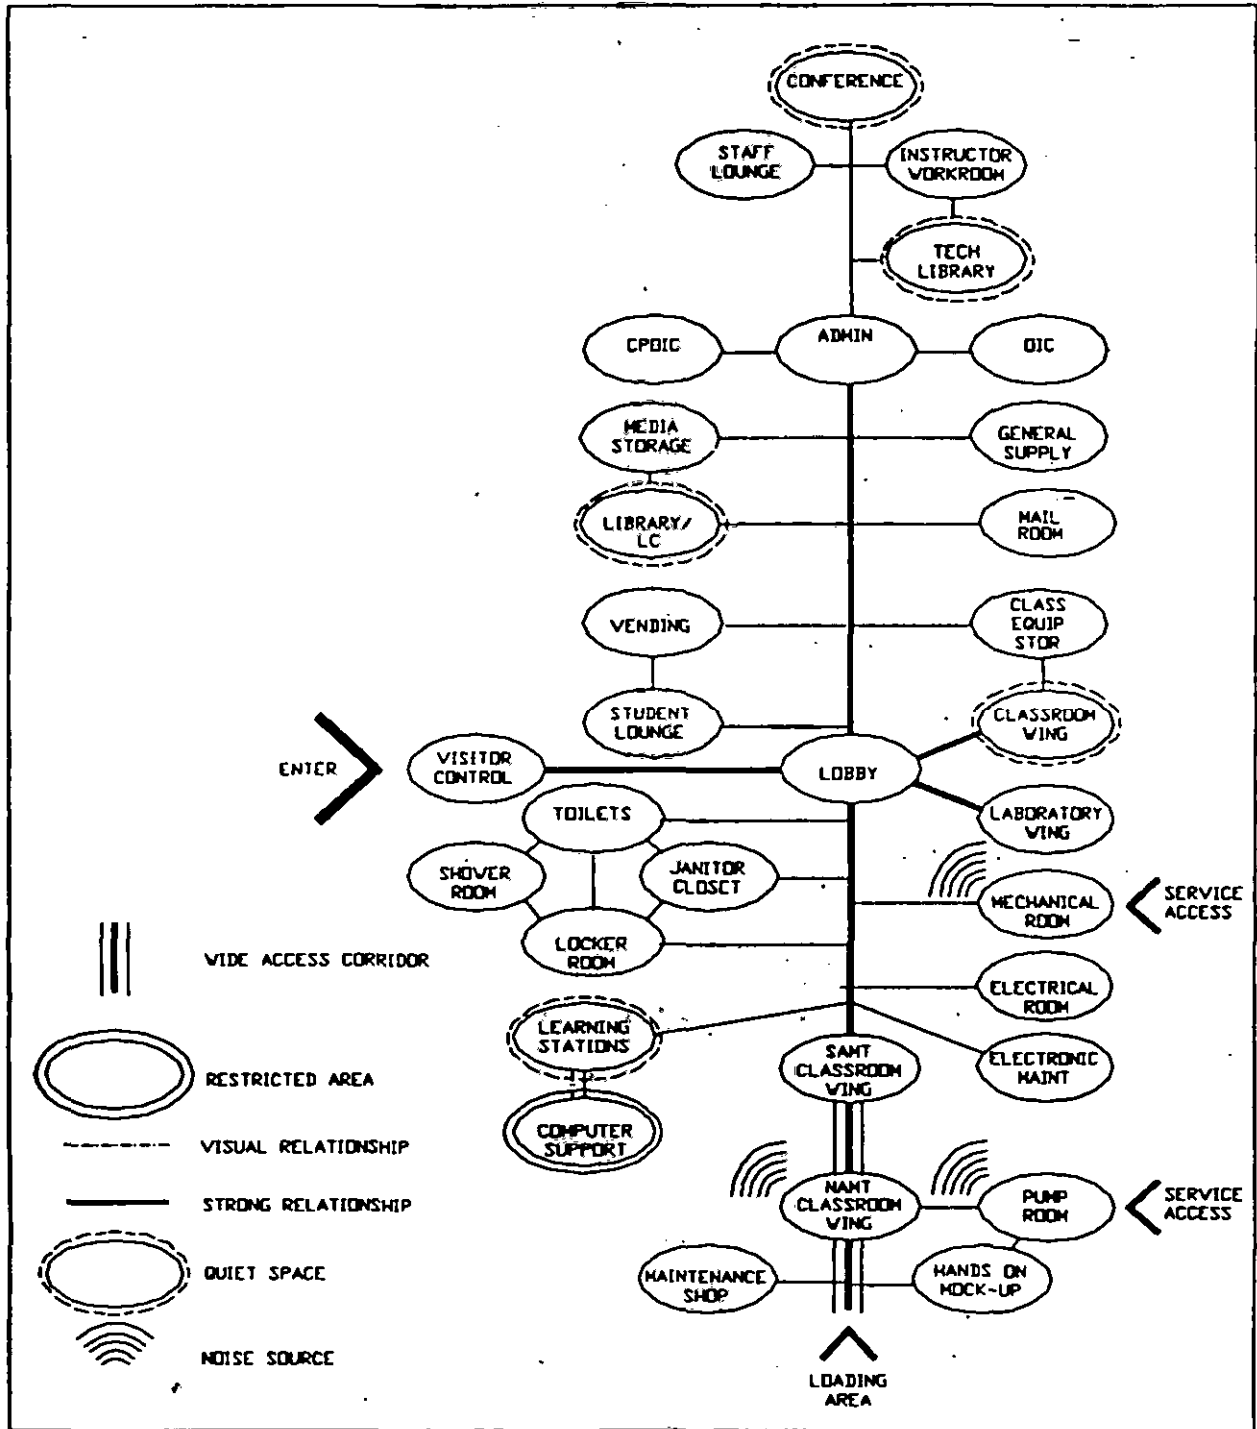 CONFERENCE
STAFF
LOUNGE
INSTRUCTOR
WORKROOM
TECH
LIBRARY
CPOIC
ADMIN
OIC
MEDIA
STORAGE
GENERAL
SUPPLY
LIBRARY/
LC
MAIL
ROOM
VENDING
CLASS
EQUIP
STOR
STUDENT
LOUNGE
CLASSROOM
WING
ENTER
VISITOR
CONTROL
LOBBY
TOILETS
LABORATORY
WING
SHOWER
ROOM
JANITOR
CLOSET
MECHANICAL
ROOM
SERVICE
ACCESS
LOCKER
ROOM
WIDE ACCESS CORRIDOR
ELECTRICAL
ROOM
LEARNING
STATIONS
SAMT
CLASSROOM
WING
ELECTRONIC
MAINT
RESTRICTED AREA
COMPUTER
SUPPORT
VISUAL RELATIONSHIP
STRONG RELATIONSHIP
NAMT
CLASSROOM
WING
PUMP
ROOM
SERVICE
ACCESS
QUIET SPACE
MAINTENANCE
SHOP
HANDS ON
MOCK-UP
NOISE SOURCE
LOADING
AREA